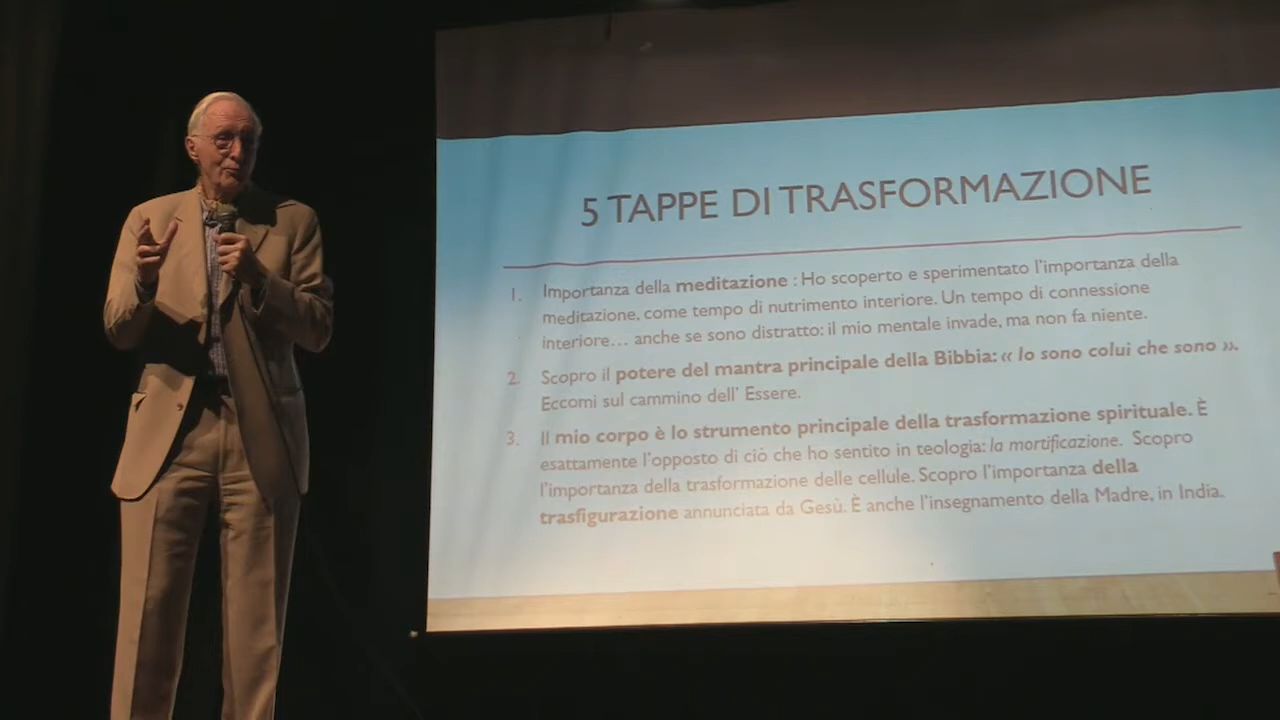 5 TAPPE DI TRASFORMAZIONE
1. Importanza della meditazione : Ho scoperto e sperimentato l'importanza della
meditazione, come tempo di nutrimento interiore. Un tempo di connessione
interiore... anche se sono distratto: il mio mentale invade, ma non fa niente.
2. Scopro il potere del mantra principale della Bibbia: « Io sono colui che sono ».
Eccomi sul cammino dell' Essere.
3. Il mio corpo è lo strumento principale della trasformazione spirituale. È
esattamente l'opposto di ciò che ho sentito in teologia: la mortificazione. Scopro
l'importanza della trasformazione delle cellule. Scopro l'importanza della
trasfigurazione annunciata da Gesù. È anche l'insegnamento della Madre, in India.